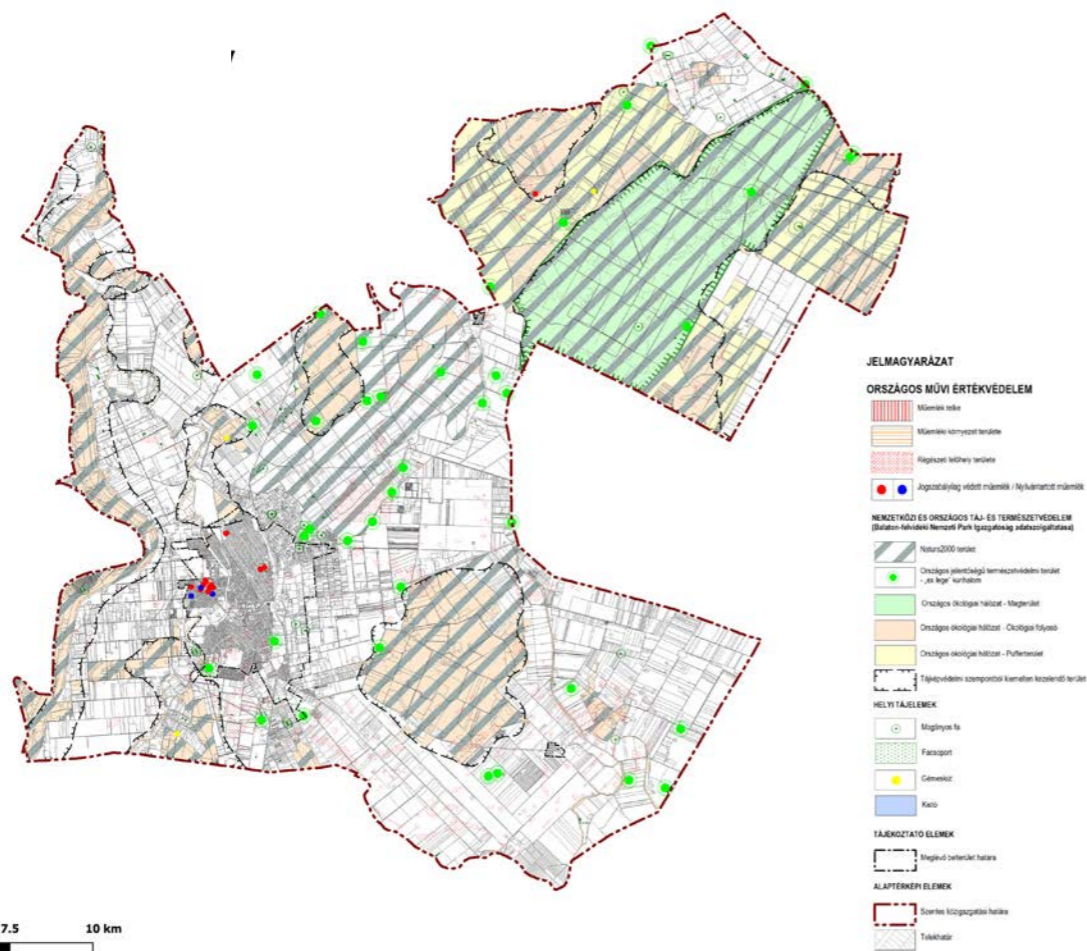 JELMAGYARÁZAT
ORSZÁGOS MŰVI ÉRTÉKVÉDELEM
Műemlék telke
Műemléki környezet területe
Régészeti lelőhely területe
Jogszabályilag védett műemlék / Nyilvántartott műemlék
NEMZETKÖZI ÉS ORSZÁGOS TÁJ- ÉS TERMÉSZETVÉDELEM
(Balaton-felvidéki Nemzeti Park Igazgatóság adatszolgáltatása)
Natura2000 terület
Országos jelentőségű természetvédelmi terület
- „ex lege" kunhalom
Országos ökológiai hálózat - Magterület
Országos ökológiai hálózat - Ökológiai folyosó
Országos ökológiai hálózat - Pufferterület
Tájképvédelmi szempontból kiemelten kezelendő terület
HELYI TÁJELEMEK
Magányos fa
Facsoport
Gémeskút
TÁJÉKOZTATÓ ELEMEK
Meglévő belterület határa
ALAPTÉRKÉPI ELEMEK
Szentes közigazgatási határa
Telekhatár
7.5 10 km